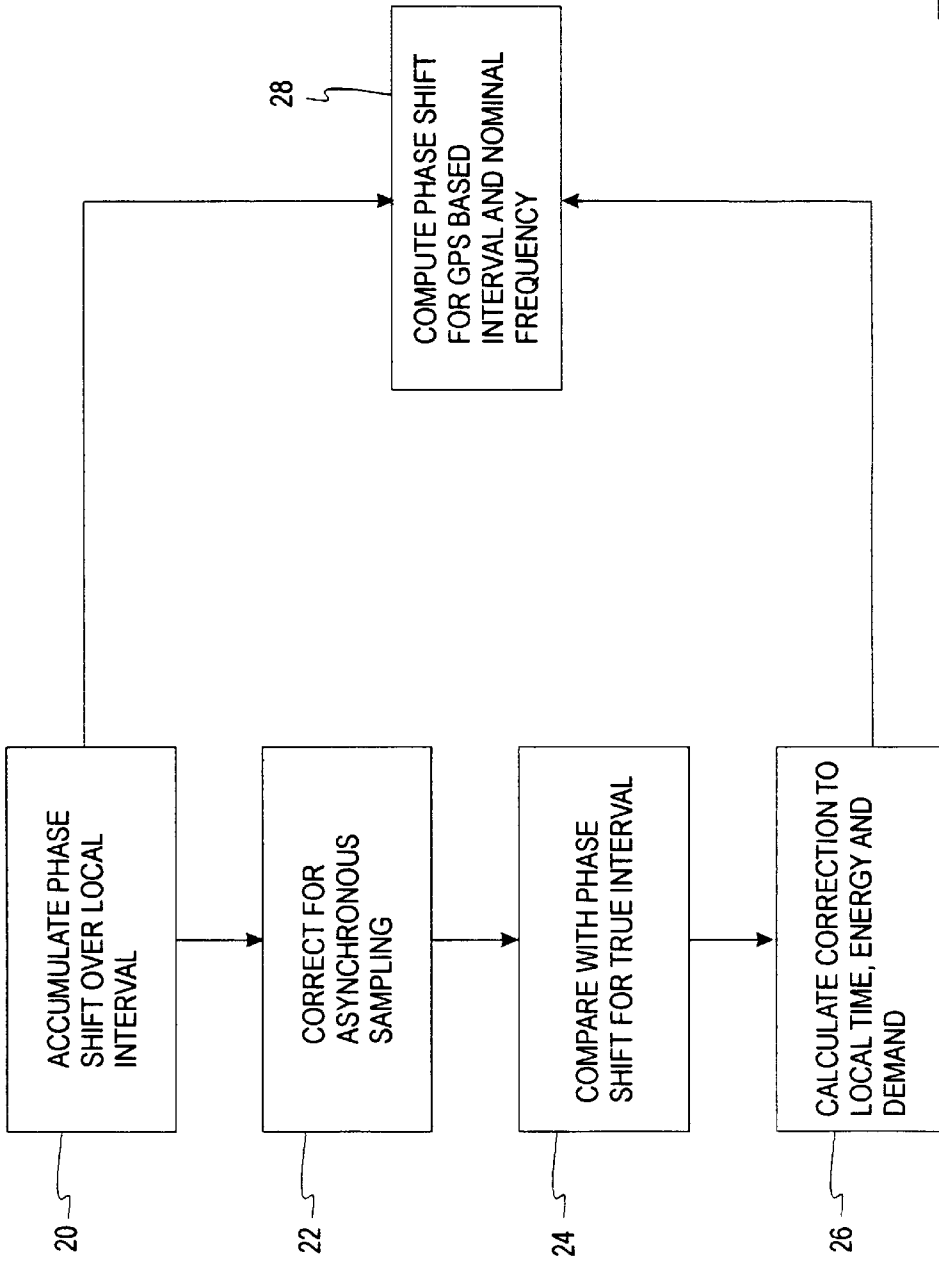 20
ACCUMULATE PHASE
SHIFT OVER LOCAL
INTERVAL
22
CORRECT FOR
ASYNCHRONOUS
SAMPLING
24
COMPARE WITH PHASE
SHIFT FOR TRUE INTERVAL
26
CALCULATE CORRECTION TO
LOCAL TIME, ENERGY AND
DEMAND
28
COMPUTE PHASE SHIFT
FOR GPS BASED
INTERVAL AND NOMINAL
FREQUENCY